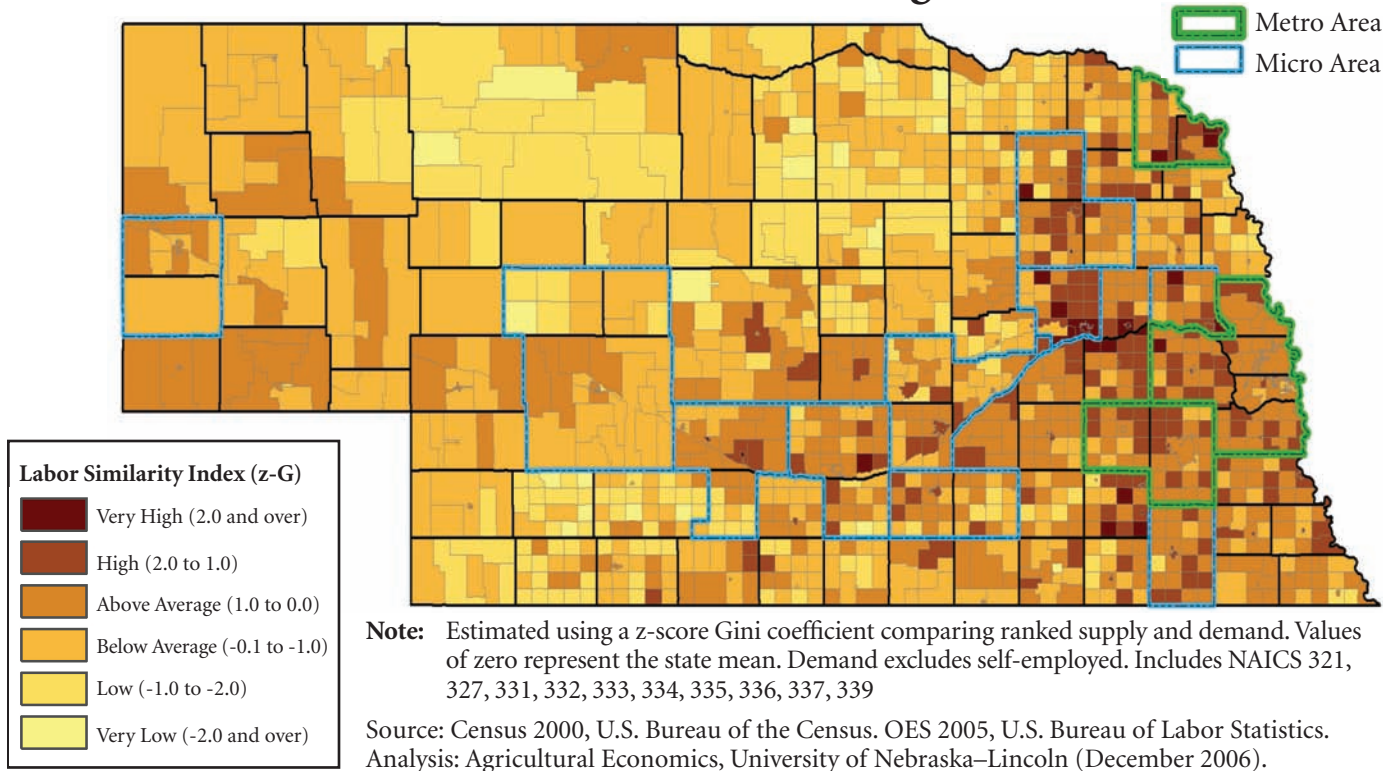 Metro Area
Micro Area
Labor Similarity Index (z-G)
Very High (2.0 and over)
High (2.0 to 1.0)
Above Average (1.0 to 0.0)
Below Average (-0.1 to -1.0)
Low (-1.0 to -2.0)
Very Low (-2.0 and over)
Note: Estimated using a z-score Gini coefficient comparing ranked supply and demand. Values
of zero represent the state mean. Demand excludes self-employed. Includes NAICS 321,
327, 331, 332, 333, 334, 335, 336, 337, 339
Source: Census 2000, U.S. Bureau of the Census. OES 2005, U.S. Bureau of Labor Statistics.
Analysis: Agricultural Economics, University of Nebraska–Lincoln (December 2006).